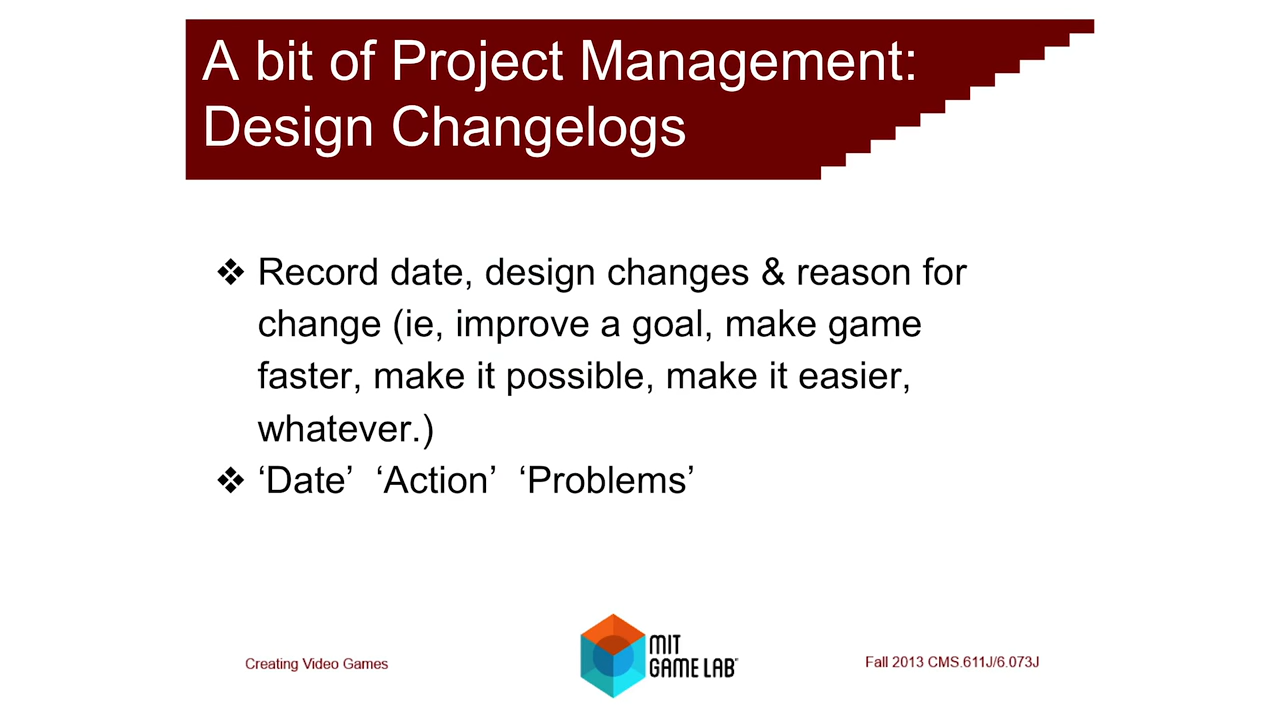 A bit of Project Management:
Design Changelogs
❖ Record date, design changes & reason for
change (ie, improve a goal, make game
faster, make it possible, make it easier,
whatever.)
❖ ‘Date’ ‘Action’ ‘Problems’
Creating Video Games
MIT
GAME LAB
Fall 2013 CMS.611J/6.073J